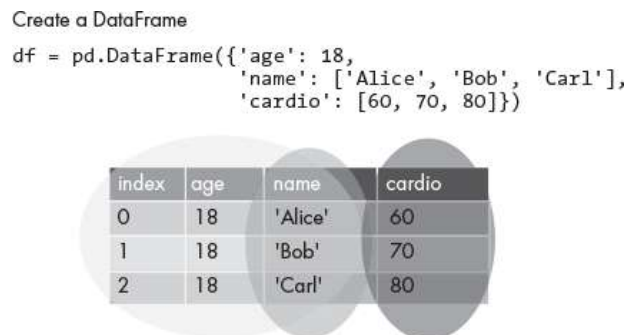 Create a DataFrame
df = pd.DataFrame({'age': 18,
'name': ['Alice', 'Bob', 'Carl'],
'cardio': [60, 70, 80]})
index age name cardio
0 18 'Alice' 60
1 18 'Bob' 70
2 18 'Carl' 80